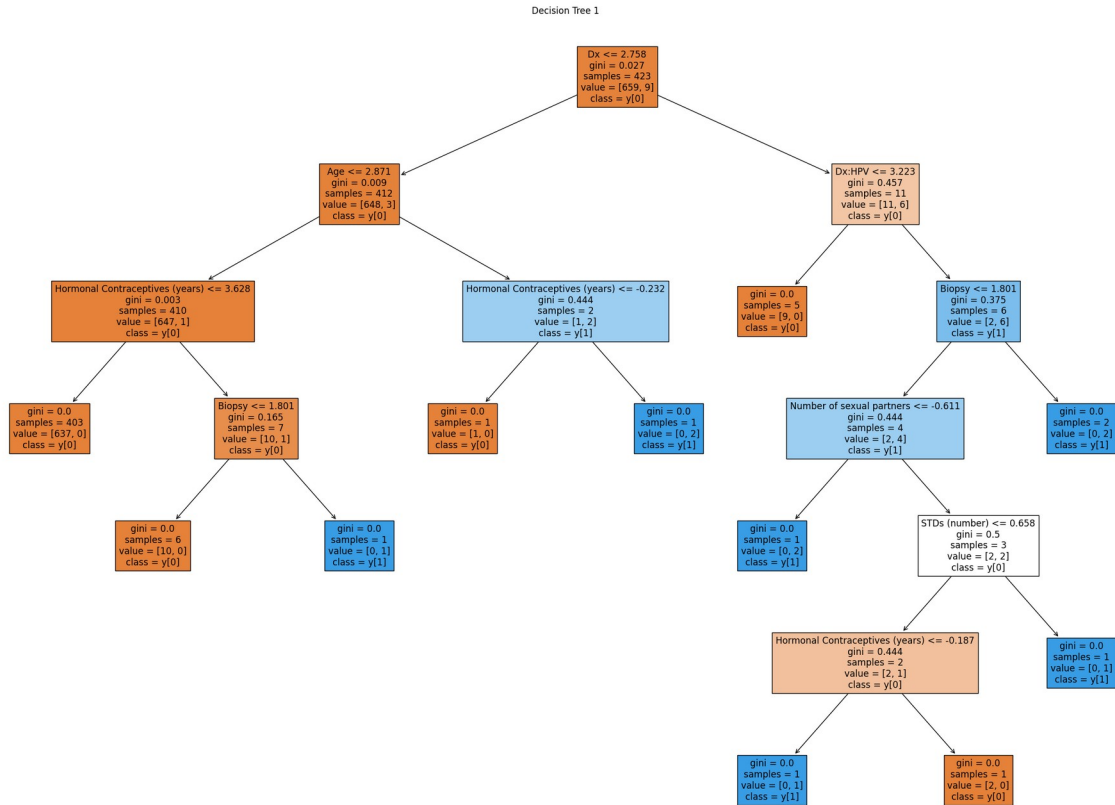 Decision Tree 1
Dx <= 2.758
gini = 0.027
samples = 423
value = [659, 9]
class = y[0]
Age <= 2.871
gini = 0.009
samples = 412
value = [648, 3]
class = y[0]
Dx:HPV <= 3.223
gini = 0.457
samples = 11
value = [11, 6]
class = y[0]
Hormonal Contraceptives (years) <= 3.628
gini = 0.003
samples = 410
value = [647, 1]
class = y[0]
Hormonal Contraceptives (years) <= -0.232
gini = 0.444
samples = 2
value = [1, 2]
class = y[1]
gini = 0.0
samples = 5
value = [9, 0]
class = y[0]
Biopsy <= 1.801
gini = 0.375
samples = 6
value = [2, 6]
class = y[1]
gini = 0.0
samples = 403
value = [637, 0]
class = y[0]
Biopsy <= 1.801
gini = 0.165
samples = 7
value = [10, 1]
class = y[0]
gini = 0.0
samples = 1
value = [1, 0]
class = y[0]
gini = 0.0
samples = 1
value = [0, 2]
class = y[1]
Number of sexual partners <= -0.611
gini = 0.444
samples = 4
value = [2, 4]
class = y[1]
gini = 0.0
samples = 2
value = [0, 2]
class = y[1]
gini = 0.0
samples = 6
value = [10, 0]
class = y[0]
gini = 0.0
samples = 1
value = [0, 1]
class = y[1]
gini = 0.0
samples = 1
value = [0, 2]
class = y[1]
STDs (number) <= 0.658
gini = 0.5
samples = 3
value = [2, 2]
class = y[0]
Hormonal Contraceptives (years) <= -0.187
gini = 0.444
samples = 2
value = [2, 1]
class = y[0]
gini = 0.0
samples = 1
value = [0, 1]
class = y[1]
gini = 0.0
samples = 1
value = [0, 1]
class = y[1]
gini = 0.0
samples = 1
value = [2, 0]
class = y[0]